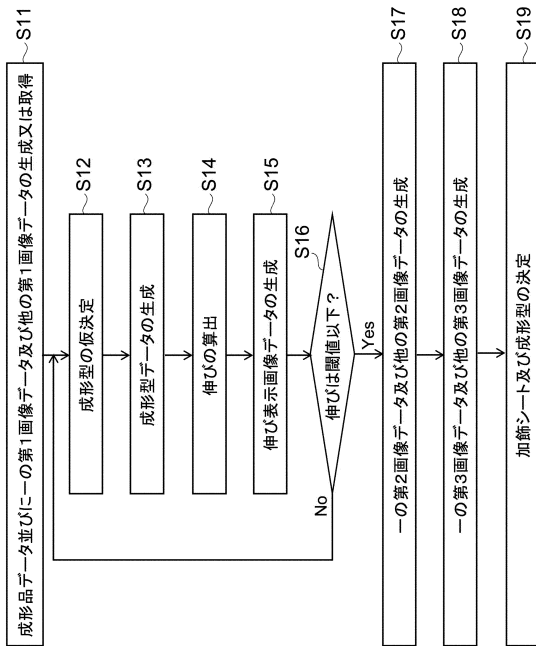 成形品データ並びに一の第1画像データ及び他の第1画像データの生成又は取得
S11
成形型の仮決定
S12
成形型データの生成
S13
伸びの算出
S14
伸び表示画像データの生成
S15
伸びは閾値以下？
S16
No
Yes
一の第2画像データ及び他の第2画像データの生成
S17
一の第3画像データ及び他の第3画像データの生成
S18
加飾シート及び成形型の決定
S19